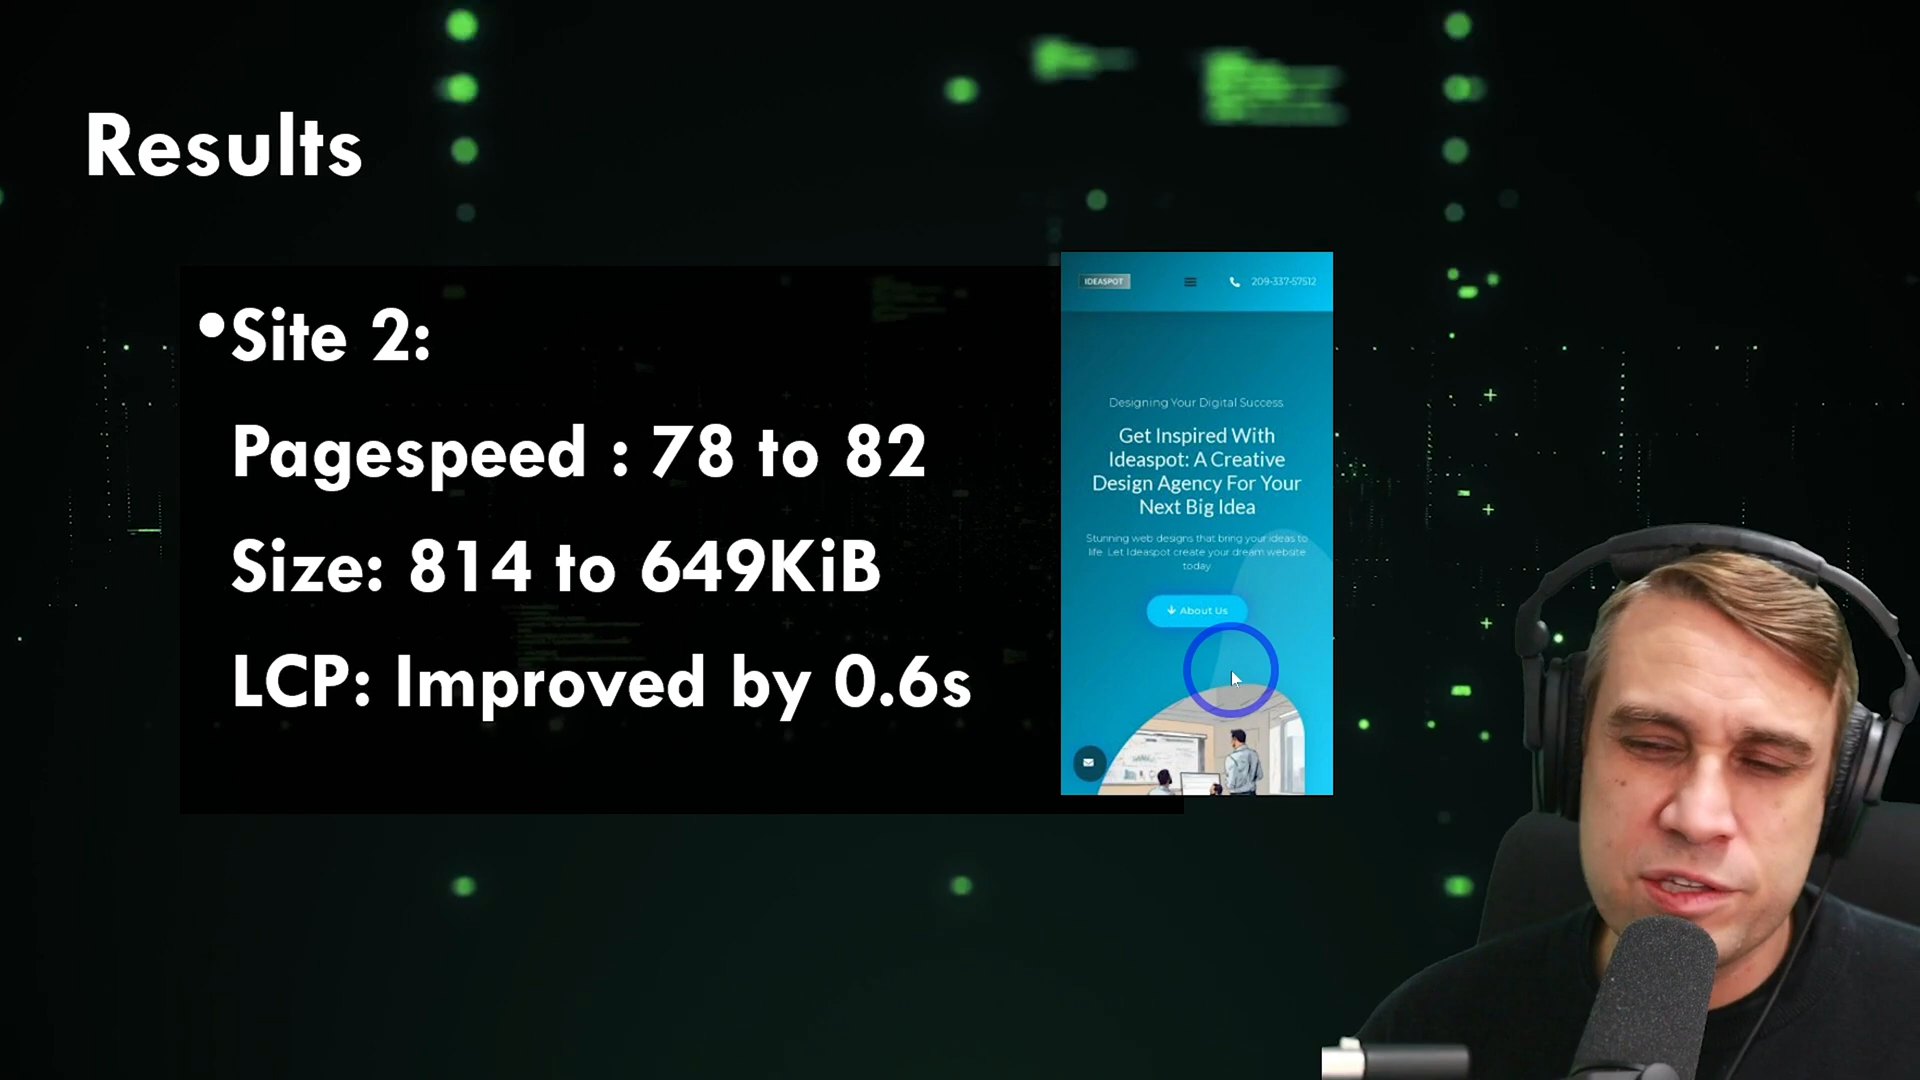 Results
•Site 2:
Pagespeed : 78 to 82
Size: 814 to 649KiB
LCP: Improved by 0.6s
IDEASPOT
209-337-57512
Designing Your Digital Success
Get Inspired With
Ideaspot: A Creative
Design Agency For Your
Next Big Idea
Stunning web designs that bring your ideas to
life. Let Ideaspot create your dream website
today
About Us